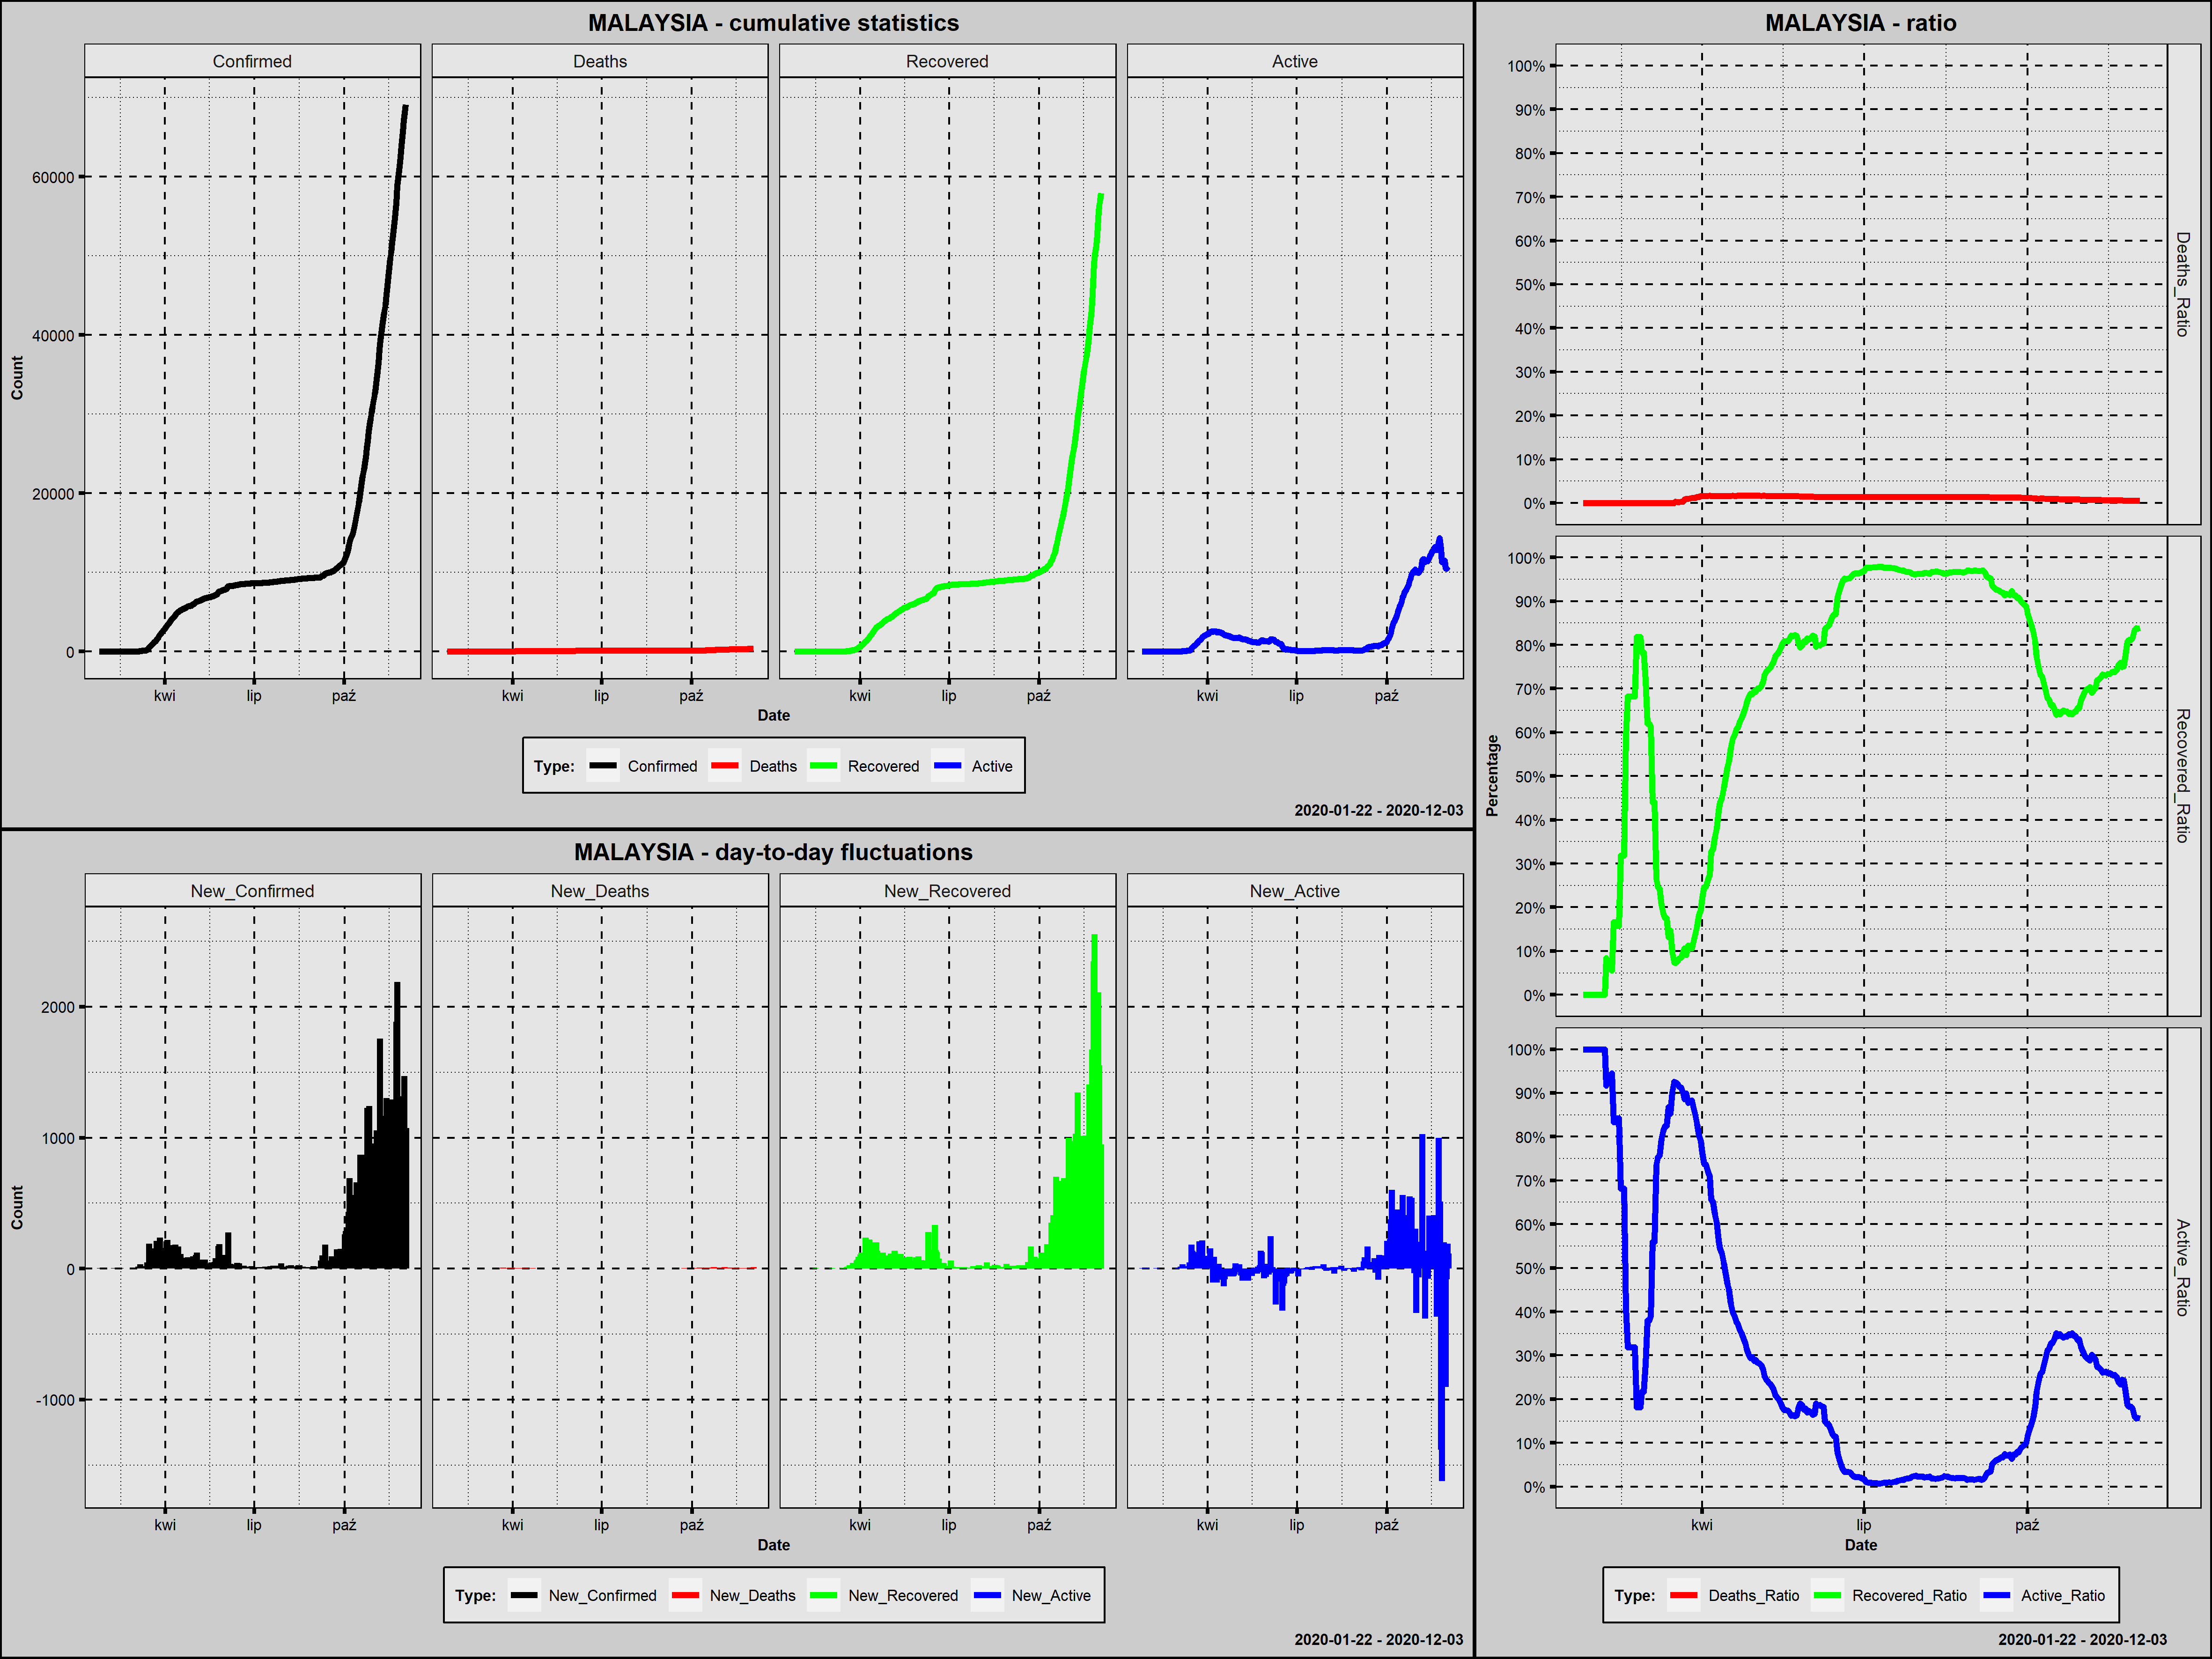 MALAYSIA - cumulative statistics
Confirmed Deaths Recovered Active
60000
40000
20000
0
Count
kwi lip paź kwi lip paź kwi lip paź kwi lip paź
Date
Type: Confirmed Deaths Recovered Active
2020-01-22 - 2020-12-03
MALAYSIA - day-to-day fluctuations
New_Confirmed New_Deaths New_Recovered New_Active
2000
1000
0
-1000
Count
kwi lip paź kwi lip paź kwi lip paź kwi lip paź
Date
Type: New_Confirmed New_Deaths New_Recovered New_Active
2020-01-22 - 2020-12-03
MALAYSIA - ratio
100%
90%
80%
70%
60%
50%
40%
30%
20%
10%
0%
Deaths_Ratio
100%
90%
80%
70%
60%
50%
40%
30%
20%
10%
0%
Recovered_Ratio
Percentage
100%
90%
80%
70%
60%
50%
40%
30%
20%
10%
0%
Active_Ratio
kwi lip paź
Date
Type: Deaths_Ratio Recovered_Ratio Active_Ratio
2020-01-22 - 2020-12-03